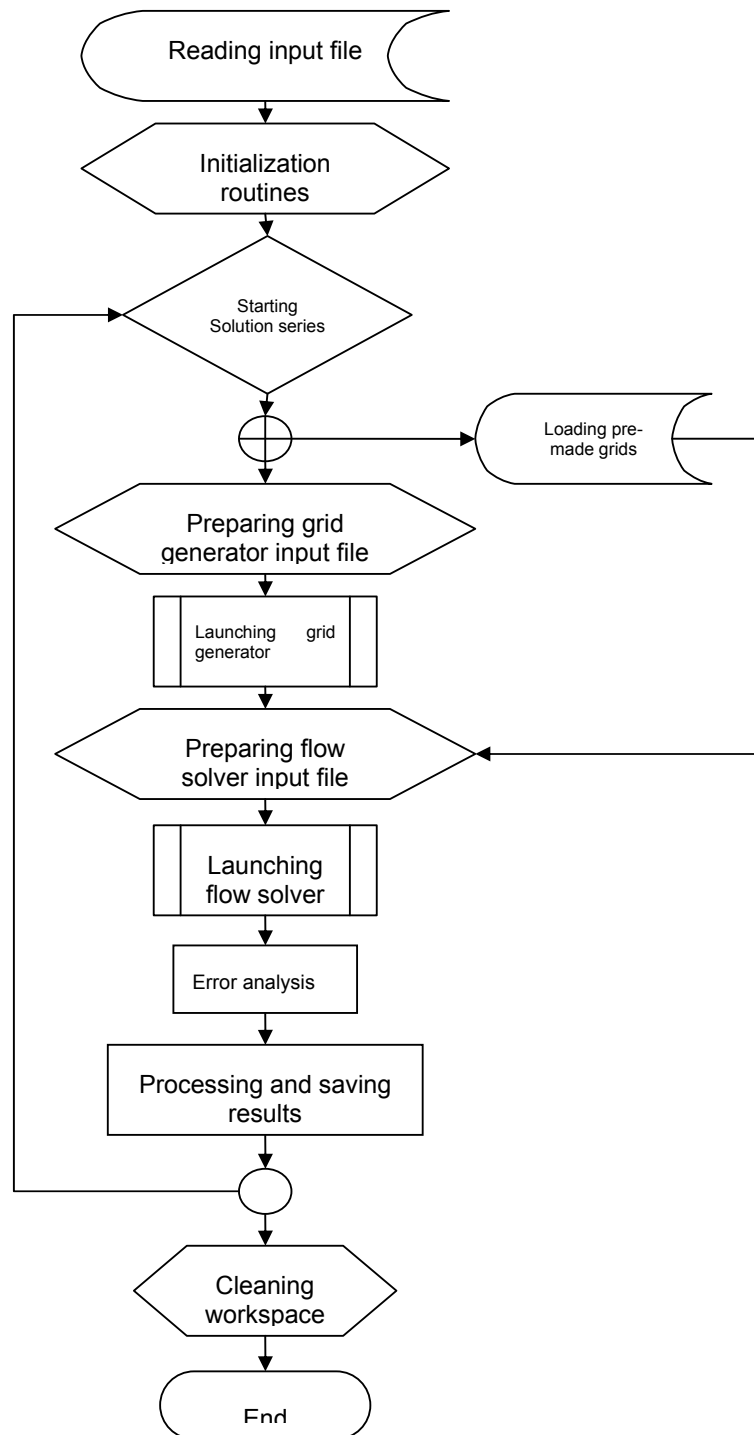 Reading input file
Initialization
routines
Starting
Solution series
Loading pre-
made grids
Preparing grid
generator input file
Launching grid
generator
Preparing flow
solver input file
Launching
flow solver
Error analysis
Processing and saving
results
Cleaning
workspace
End